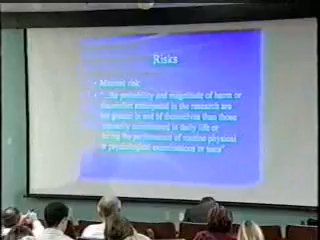 Risks
• Minimal risk
• "...the probability and magnitude of harm or
discomfort anticipated in the research are
not greater in and of themselves than those
ordinarily encountered in daily life or
during the performance of routine physical
or psychological examinations or tests"